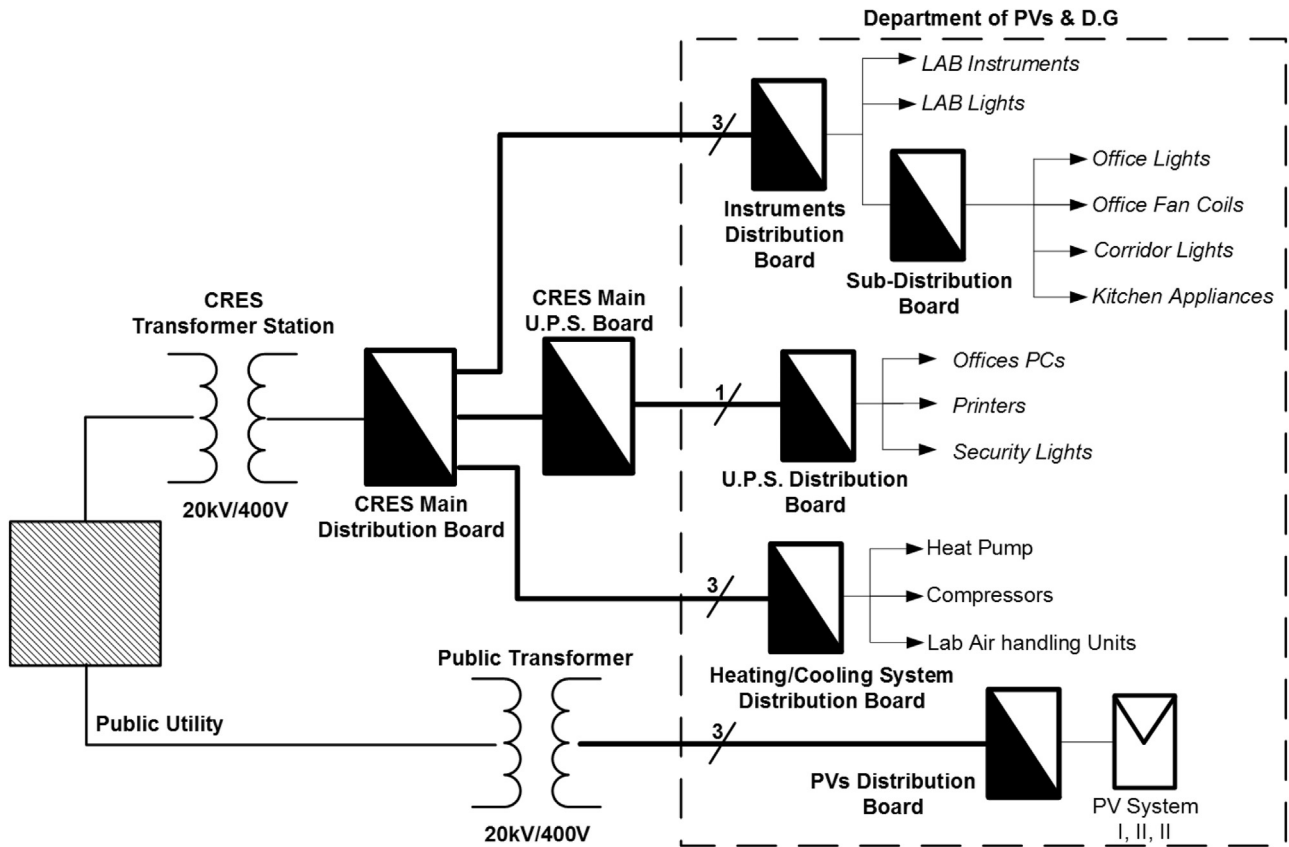 Department of PVs & D.G
LAB Instruments
LAB Lights
3
Office Lights
Office Fan Coils
Corridor Lights
Kitchen Appliances
Instruments
Distribution
Board
Sub-Distribution
Board
CRES
Transformer Station
CRES Main
U.P.S. Board
Offices PCs
Printers
Security Lights
1
U.P.S. Distribution
Board
20kV/400V
CRES Main
Distribution Board
Heat Pump
Compressors
Lab Air handling Units
3
Heating/Cooling System
Distribution Board
Public Transformer
Public Utility
3
PVs Distribution
Board
PV System
I, II, II
20kV/400V